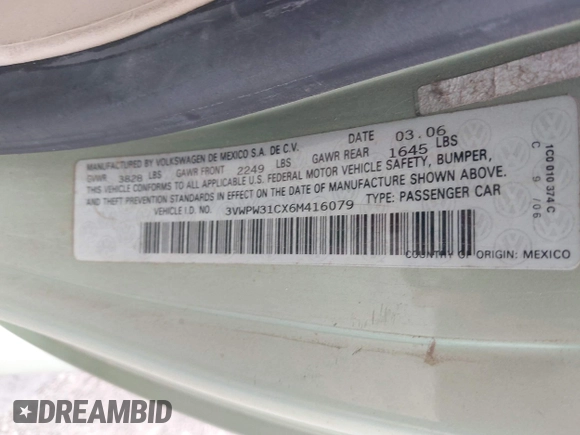 MANUFACTURED BY VOLKSWAGEN DE MEXICO S.A. DE C.V. DATE 03.06
GVWR 3826 LBS GAWR FRONT 2249 LBS GAWR REAR 1645 LBS
THIS VEHICLE CONFORMS TO ALL APPLICABLE U.S. FEDERAL MOTOR VEHICLE SAFETY, BUMPER,
AND THEFT PREVENTION STANDARDS IN EFFECT ON THE DATE OF MANUFACTURE SHOWN ABOVE.
VEHICLE I.D. NO. 3VWPW31CX6M416079 TYPE: PASSENGER CAR
COUNTRY OF ORIGIN: MEXICO
1C0 010 374 C
C 9/06
DREAMBID